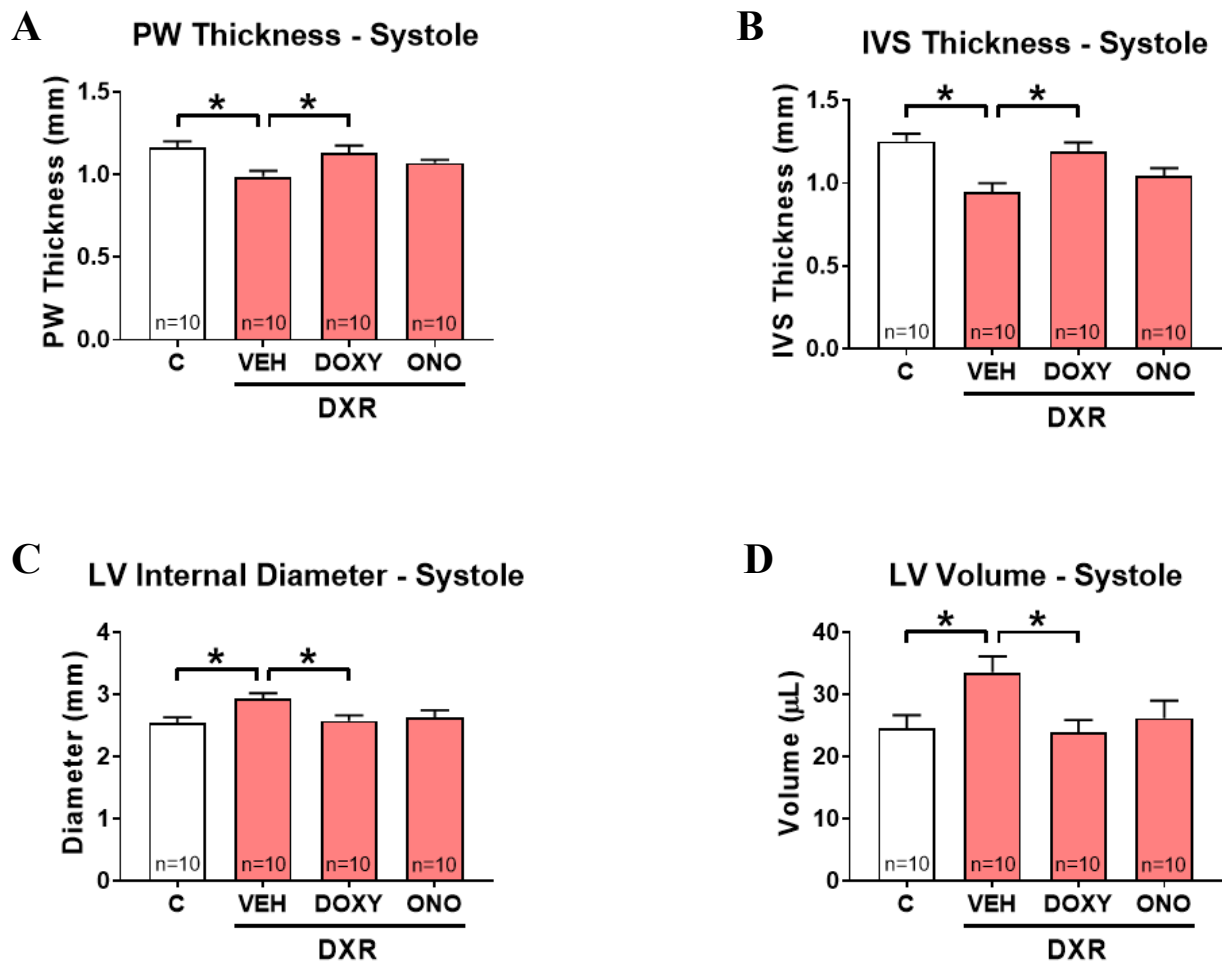 A
PW Thickness - Systole
PW Thickness (mm)
1.5
1.0
0.5
0.0
* *
n=10 n=10 n=10 n=10
C VEH DOXY ONO
DXR
B
IVS Thickness - Systole
IVS Thickness (mm)
1.5
1.0
0.5
0.0
* *
n=10 n=10 n=10 n=10
C VEH DOXY ONO
DXR
C
LV Internal Diameter - Systole
Diameter (mm)
4
3
2
1
0
* *
n=10 n=10 n=10 n=10
C VEH DOXY ONO
DXR
D
LV Volume - Systole
Volume (µL)
40
30
20
10
0
* *
n=10 n=10 n=10 n=10
C VEH DOXY ONO
DXR